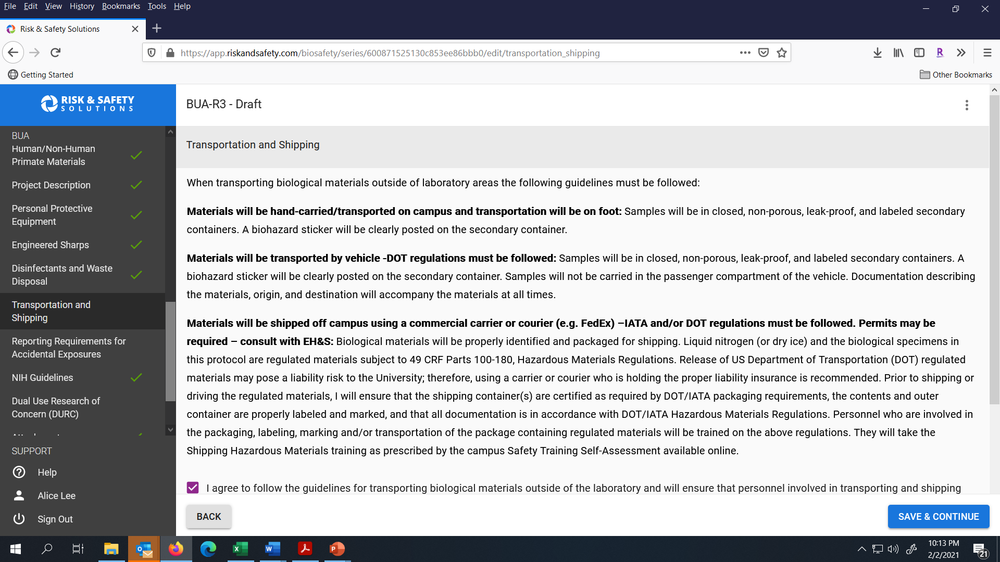 File Edit View History Bookmarks Tools Help
Risk & Safety Solutions
https://app.riskandsafety.com/biosafety/series/600871525130c853ee86bbb0/edit/transportation_shipping
Getting Started
Other Bookmarks
RISK & SAFETY
SOLUTIONS
BUA
Human/Non-Human
Primate Materials
Project Description
Personal Protective
Equipment
Engineered Sharps
Disinfectants and Waste
Disposal
Transportation and
Shipping
Reporting Requirements for
Accidental Exposures
NIH Guidelines
Dual Use Research of
Concern (DURC)
SUPPORT
Help
Alice Lee
Sign Out
BUA-R3 - Draft
Transportation and Shipping
When transporting biological materials outside of laboratory areas the following guidelines must be followed:
Materials will be hand-carried/transported on campus and transportation will be on foot: Samples will be in closed, non-porous, leak-proof, and labeled secondary
containers. A biohazard sticker will be clearly posted on the secondary container.
Materials will be transported by vehicle -DOT regulations must be followed: Samples will be in closed, non-porous, leak-proof, and labeled secondary containers. A
biohazard sticker will be clearly posted on the secondary container. Samples will not be carried in the passenger compartment of the vehicle. Documentation describing
the materials, origin, and destination will accompany the materials at all times.
Materials will be shipped off campus using a commercial carrier or courier (e.g. FedEx) –IATA and/or DOT regulations must be followed. Permits may be
required – consult with EH&S: Biological materials will be properly identified and packaged for shipping. Liquid nitrogen (or dry ice) and the biological specimens in
this protocol are regulated materials subject to 49 CRF Parts 100-180, Hazardous Materials Regulations. Release of US Department of Transportation (DOT) regulated
materials may pose a liability risk to the University; therefore, using a carrier or courier who is holding the proper liability insurance is recommended. Prior to shipping or
driving the regulated materials, I will ensure that the shipping container(s) are certified as required by DOT/IATA packaging requirements, the contents and outer
container are properly labeled and marked, and that all documentation is in accordance with DOT/IATA Hazardous Materials Regulations. Personnel who are involved in
the packaging, labeling, marking and/or transportation of the package containing regulated materials will be trained on the above regulations. They will take the
Shipping Hazardous Materials training as prescribed by the campus Safety Training Self-Assessment available online.
I agree to follow the guidelines for transporting biological materials outside of the laboratory and will ensure that personnel involved in transporting and shipping
BACK
SAVE & CONTINUE
10:13 PM
2/2/2021
21